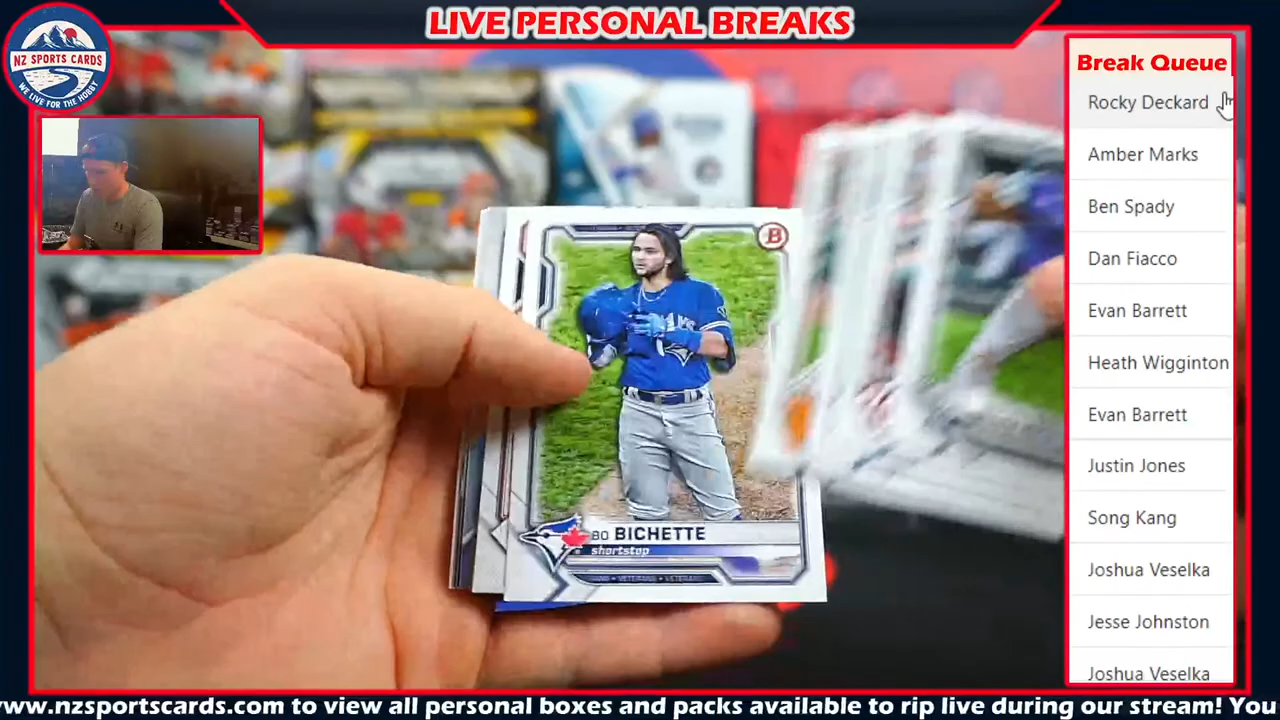 LIVE PERSONAL BREAKS
NZ SPORTS CARDS
WE LIVE FOR THE HOBBY
Break Queue
Rocky Deckard
Amber Marks
Ben Spady
Dan Fiacco
Evan Barrett
Heath Wigginton
Evan Barrett
Justin Jones
Song Kang
Joshua Veselka
Jesse Johnston
Joshua Veselka
B
BO BICHETTE
shortstop
VETERANS
www.nzsportscards.com to view all personal boxes and packs available to rip live during our stream! You